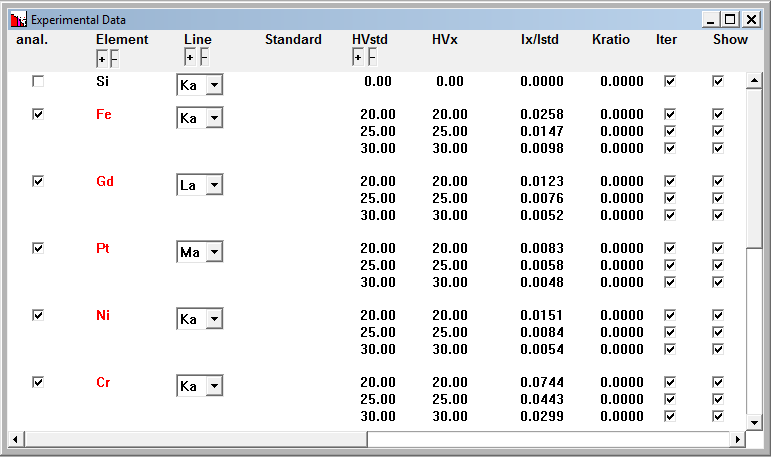 Experimental Data
anal. Element Line Standard HVstd HVx Ix/Istd Kratio Iter Show
+ - + - + -
Si Ka 0.00 0.00 0.0000 0.0000
Fe Ka 20.00 20.00 0.0258 0.0000
25.00 25.00 0.0147 0.0000
30.00 30.00 0.0098 0.0000
Gd La 20.00 20.00 0.0123 0.0000
25.00 25.00 0.0076 0.0000
30.00 30.00 0.0052 0.0000
Pt Ma 20.00 20.00 0.0083 0.0000
25.00 25.00 0.0058 0.0000
30.00 30.00 0.0048 0.0000
Ni Ka 20.00 20.00 0.0151 0.0000
25.00 25.00 0.0084 0.0000
30.00 30.00 0.0054 0.0000
Cr Ka 20.00 20.00 0.0744 0.0000
25.00 25.00 0.0443 0.0000
30.00 30.00 0.0299 0.0000